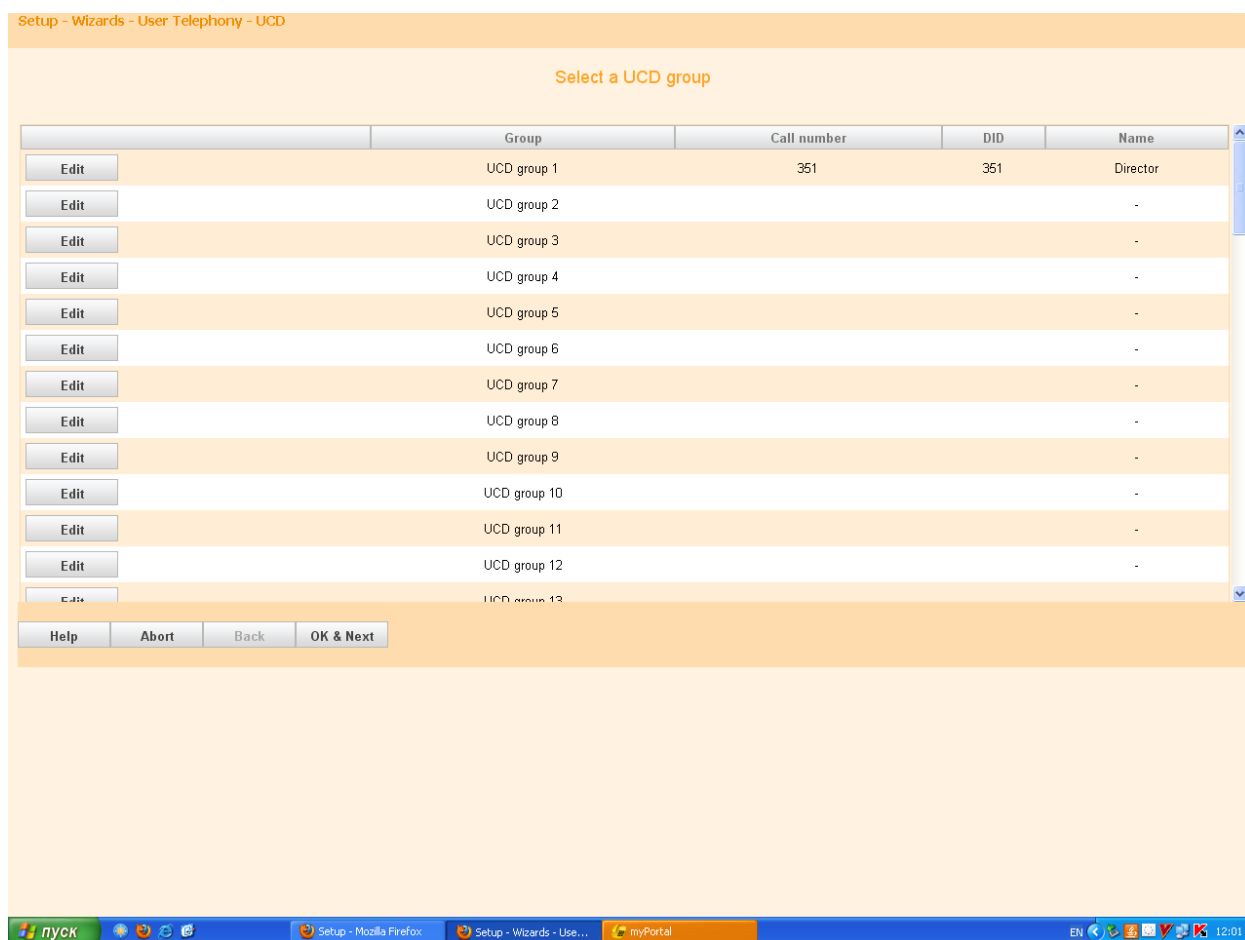 Setup - Wizards - User Telephony - UCD
Select a UCD group
Group Call number DID Name
Edit UCD group 1 351 351 Director
Edit UCD group 2 -
Edit UCD group 3 -
Edit UCD group 4 -
Edit UCD group 5 -
Edit UCD group 6 -
Edit UCD group 7 -
Edit UCD group 8 -
Edit UCD group 9 -
Edit UCD group 10 -
Edit UCD group 11 -
Edit UCD group 12 -
Edit UCD group 13
Help Abort Back OK & Next
пуск Setup - Mozilla Firefox Setup - Wizards - Use... myPortal EN 12:01